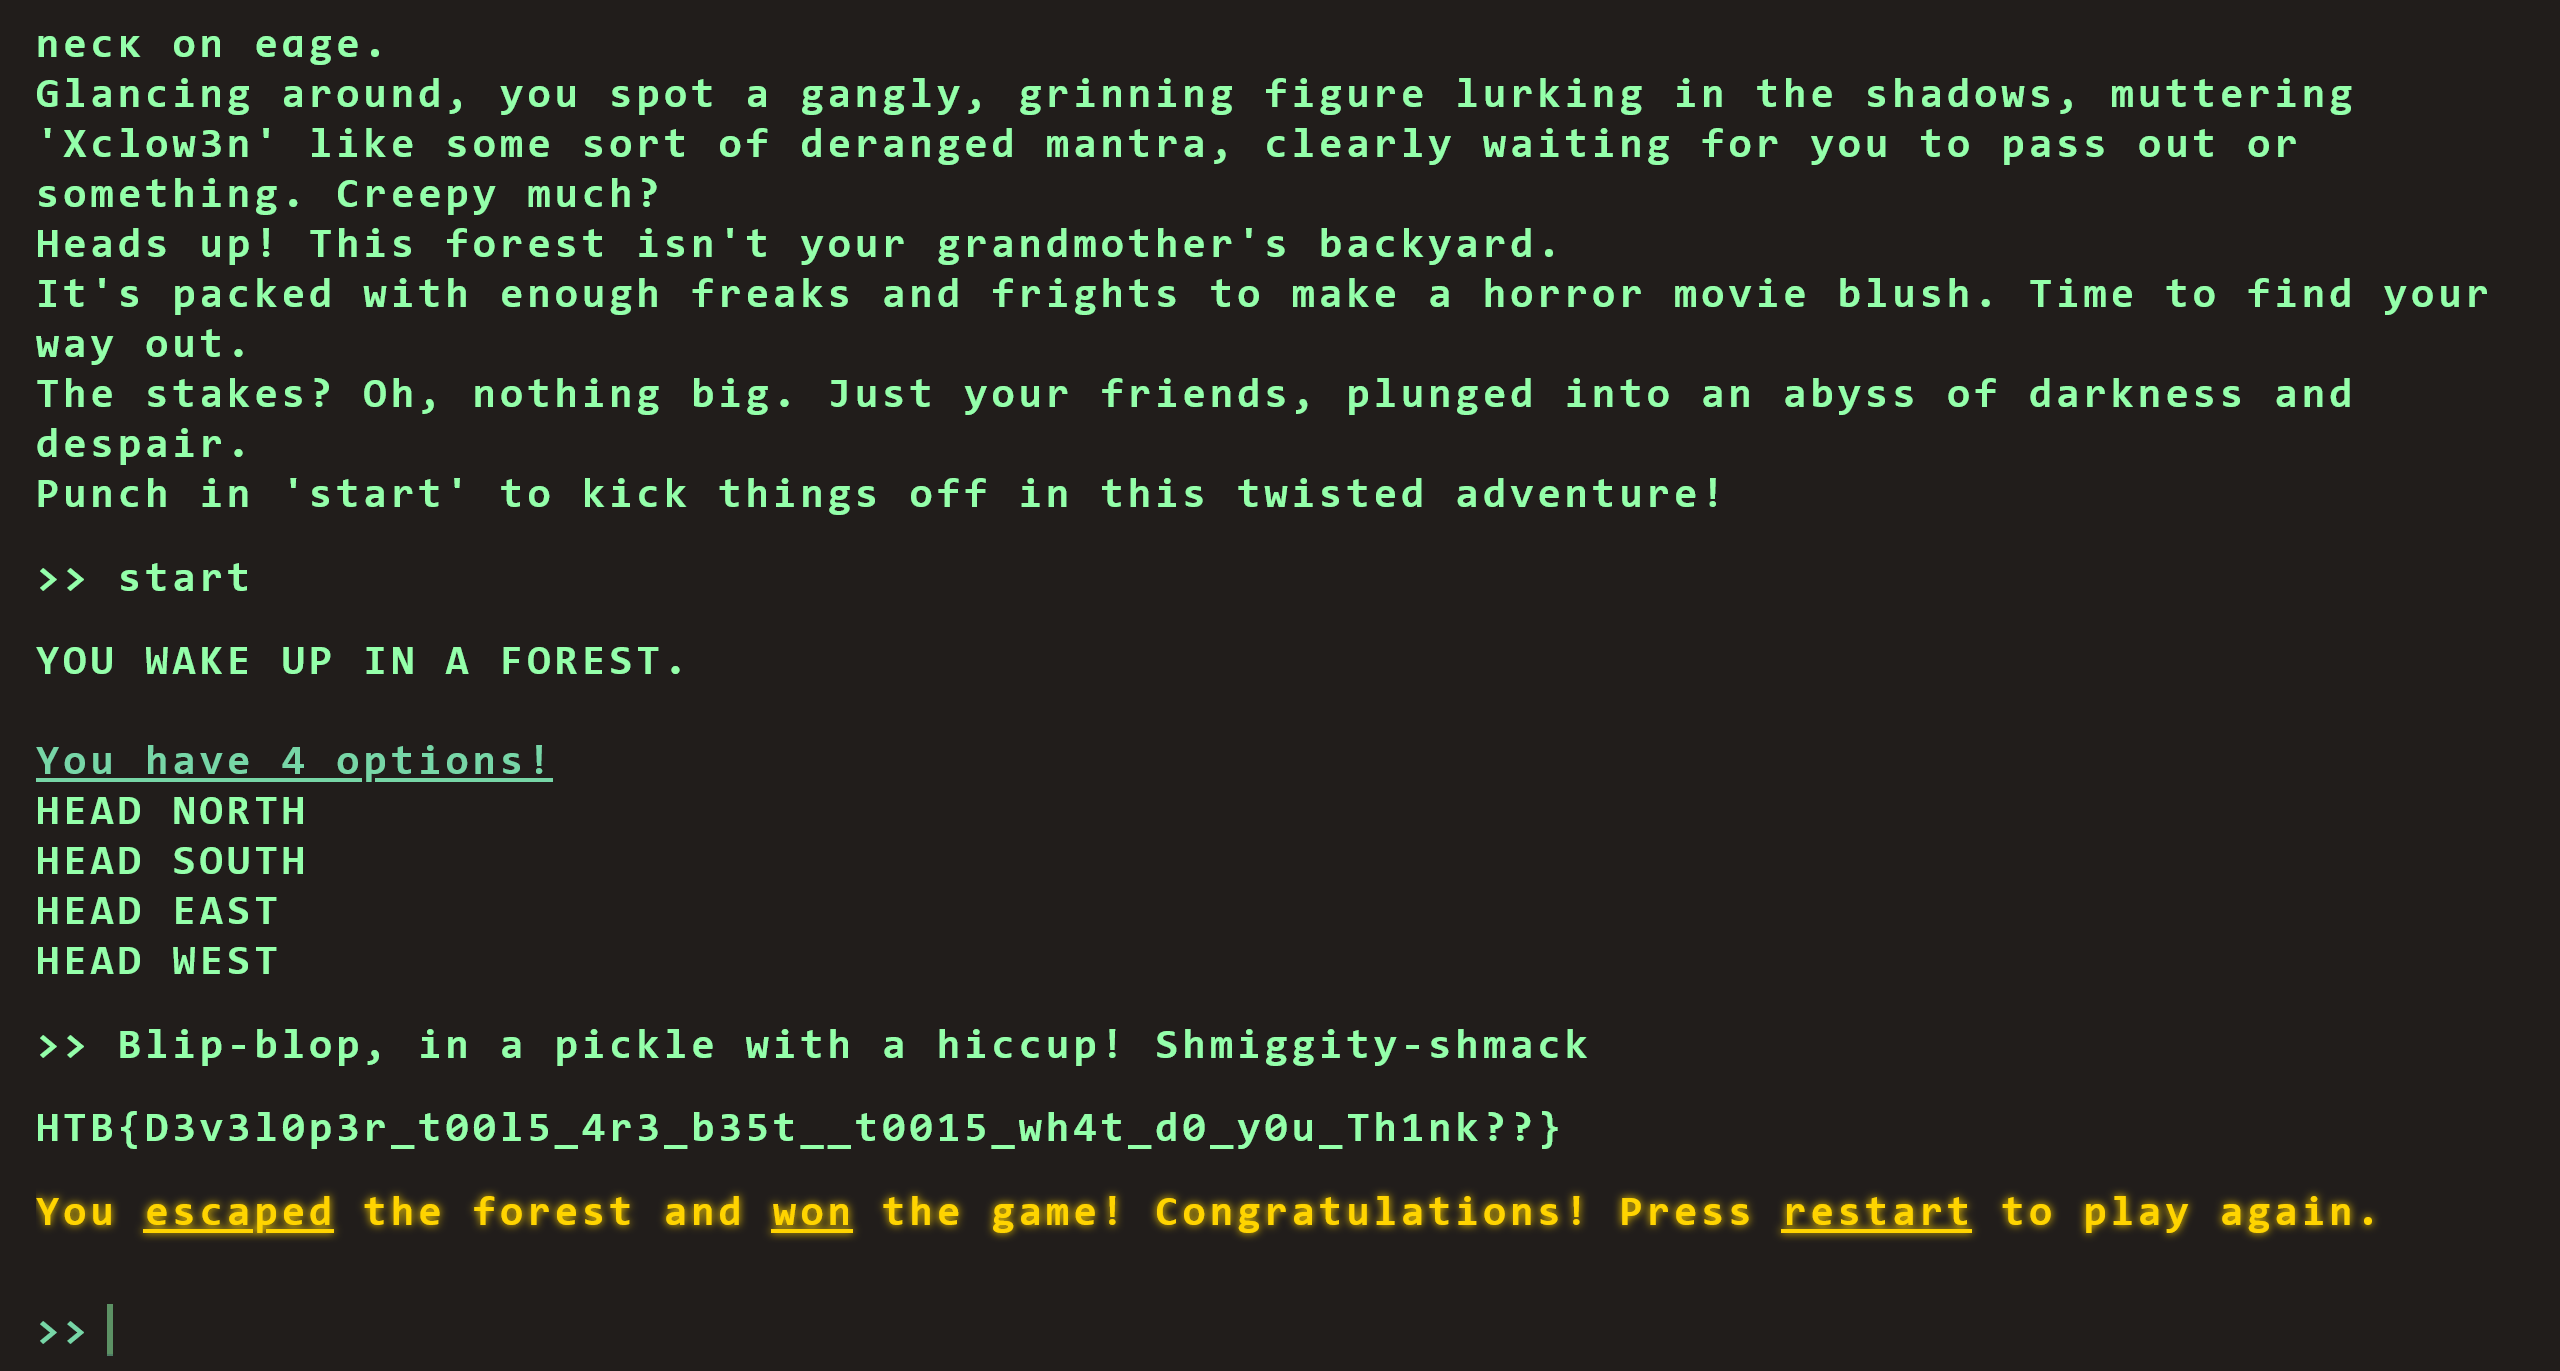 neck on edge.
Glancing around, you spot a gangly, grinning figure lurking in the shadows, muttering
'Xclow3n' like some sort of deranged mantra, clearly waiting for you to pass out or
something. Creepy much?
Heads up! This forest isn't your grandmother's backyard.
It's packed with enough freaks and frights to make a horror movie blush. Time to find your
way out.
The stakes? Oh, nothing big. Just your friends, plunged into an abyss of darkness and
despair.
Punch in 'start' to kick things off in this twisted adventure!
>> start
YOU WAKE UP IN A FOREST.
You have 4 options!
HEAD NORTH
HEAD SOUTH
HEAD EAST
HEAD WEST
>> Blip-blop, in a pickle with a hiccup! Shmiggity-shmack
HTB{D3v3l0p3r_t00l5_4r3_b35t__t0015_wh4t_d0_y0u_Th1nk??}
You escaped the forest and won the game! Congratulations! Press restart to play again.
>>